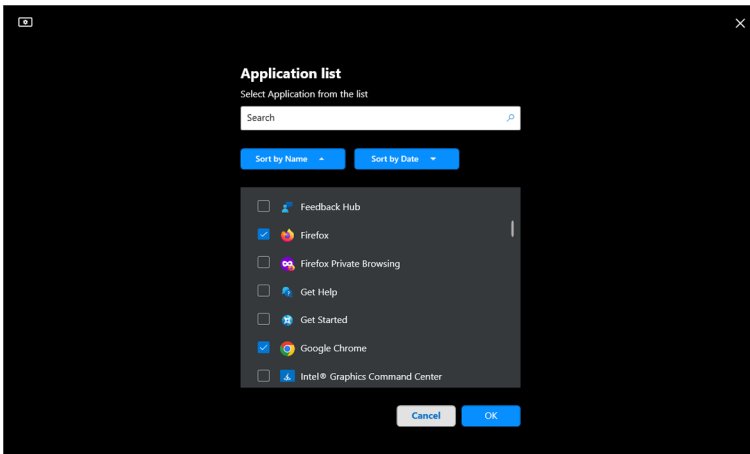 Application list
Select Application from the list
Search
Sort by Name
Sort by Date
Feedback Hub
Firefox
Firefox Private Browsing
Get Help
Get Started
Google Chrome
Intel® Graphics Command Center
Cancel
OK